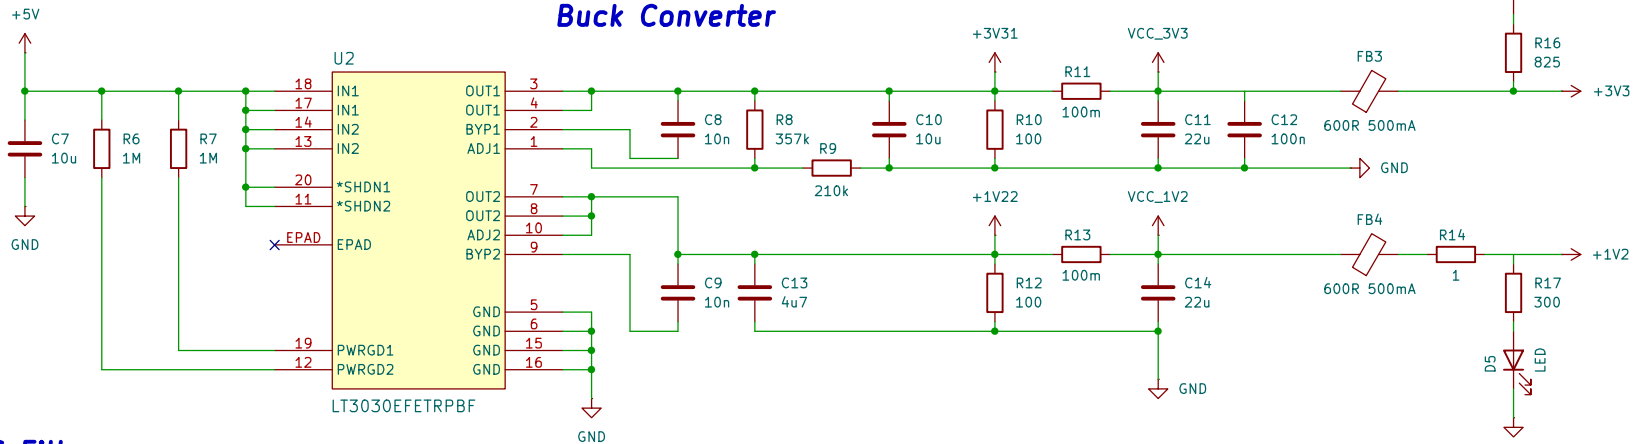 Buck Converter
+5V
C7
10u
GND
R6
1M
R7
1M
U2
18 IN1
17 IN1
14 IN2
13 IN2
20 *SHDN1
11 *SHDN2
EPAD EPAD
19 PWRGD1
12 PWRGD2
OUT1 3
OUT1 4
BYP1 2
ADJ1 1
OUT2 7
OUT2 8
ADJ2 10
BYP2 9
GND 5
GND 6
GND 15
GND 16
LT3030EFETRPBF
GND
C8
10n
R8
357k
R9
210k
C10
10u
+3V31
R10
100
R11
100m
VCC_3V3
C11
22u
C12
100n
GND
FB3
600R 500mA
R16
825
+3V3
C9
10n
C13
4u7
+1V22
R12
100
R13
100m
VCC_1V2
C14
22u
GND
FB4
600R 500mA
R14
1
+1V2
R17
300
D5
LED